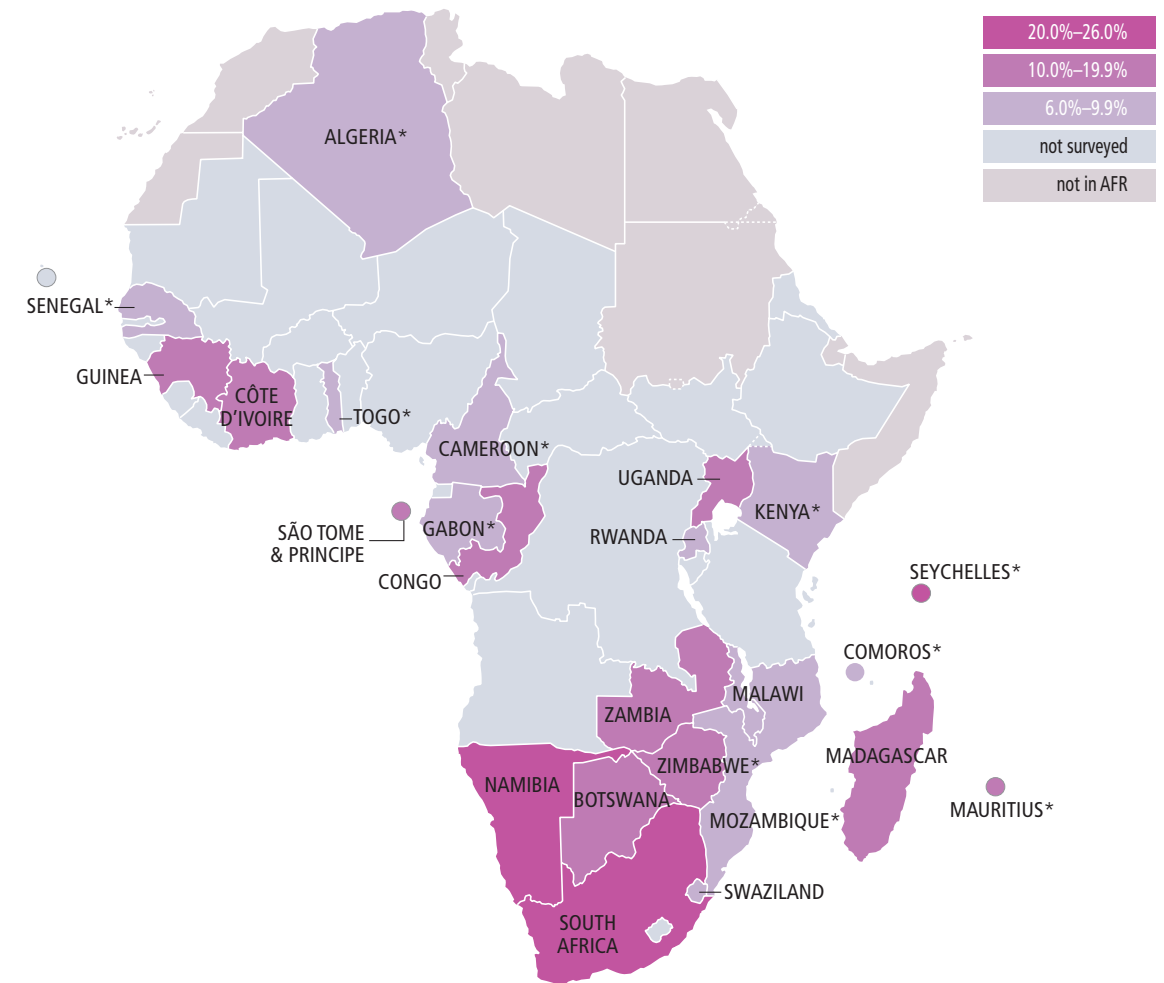 20.0%–26.0%
10.0%–19.9%
6.0%–9.9%
not surveyed
not in AFR
ALGERIA*
SENEGAL*
GUINEA
CÔTE
D'IVOIRE
TOGO*
CAMEROON*
UGANDA
KENYA*
SÃO TOME
& PRINCIPE
GABON*
RWANDA
CONGO
SEYCHELLES*
COMOROS*
MALAWI
ZAMBIA
MADAGASCAR
ZIMBABWE*
NAMIBIA
BOTSWANA
MAURITIUS*
MOZAMBIQUE*
SWAZILAND
SOUTH
AFRICA